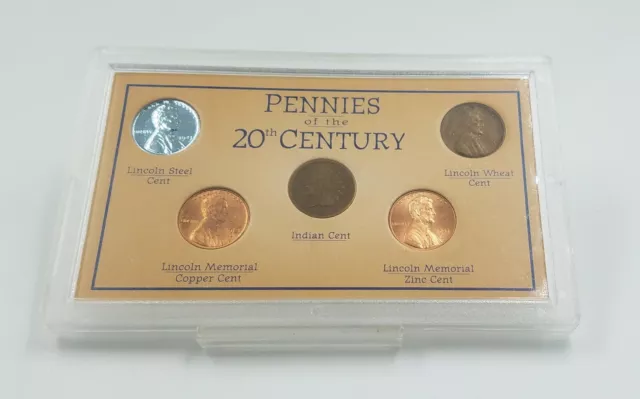 PENNIES
of the
20th CENTURY
Lincoln Steel
Cent
Lincoln Wheat
Cent
Indian Cent
Lincoln Memorial
Copper Cent
Lincoln Memorial
Zinc Cent